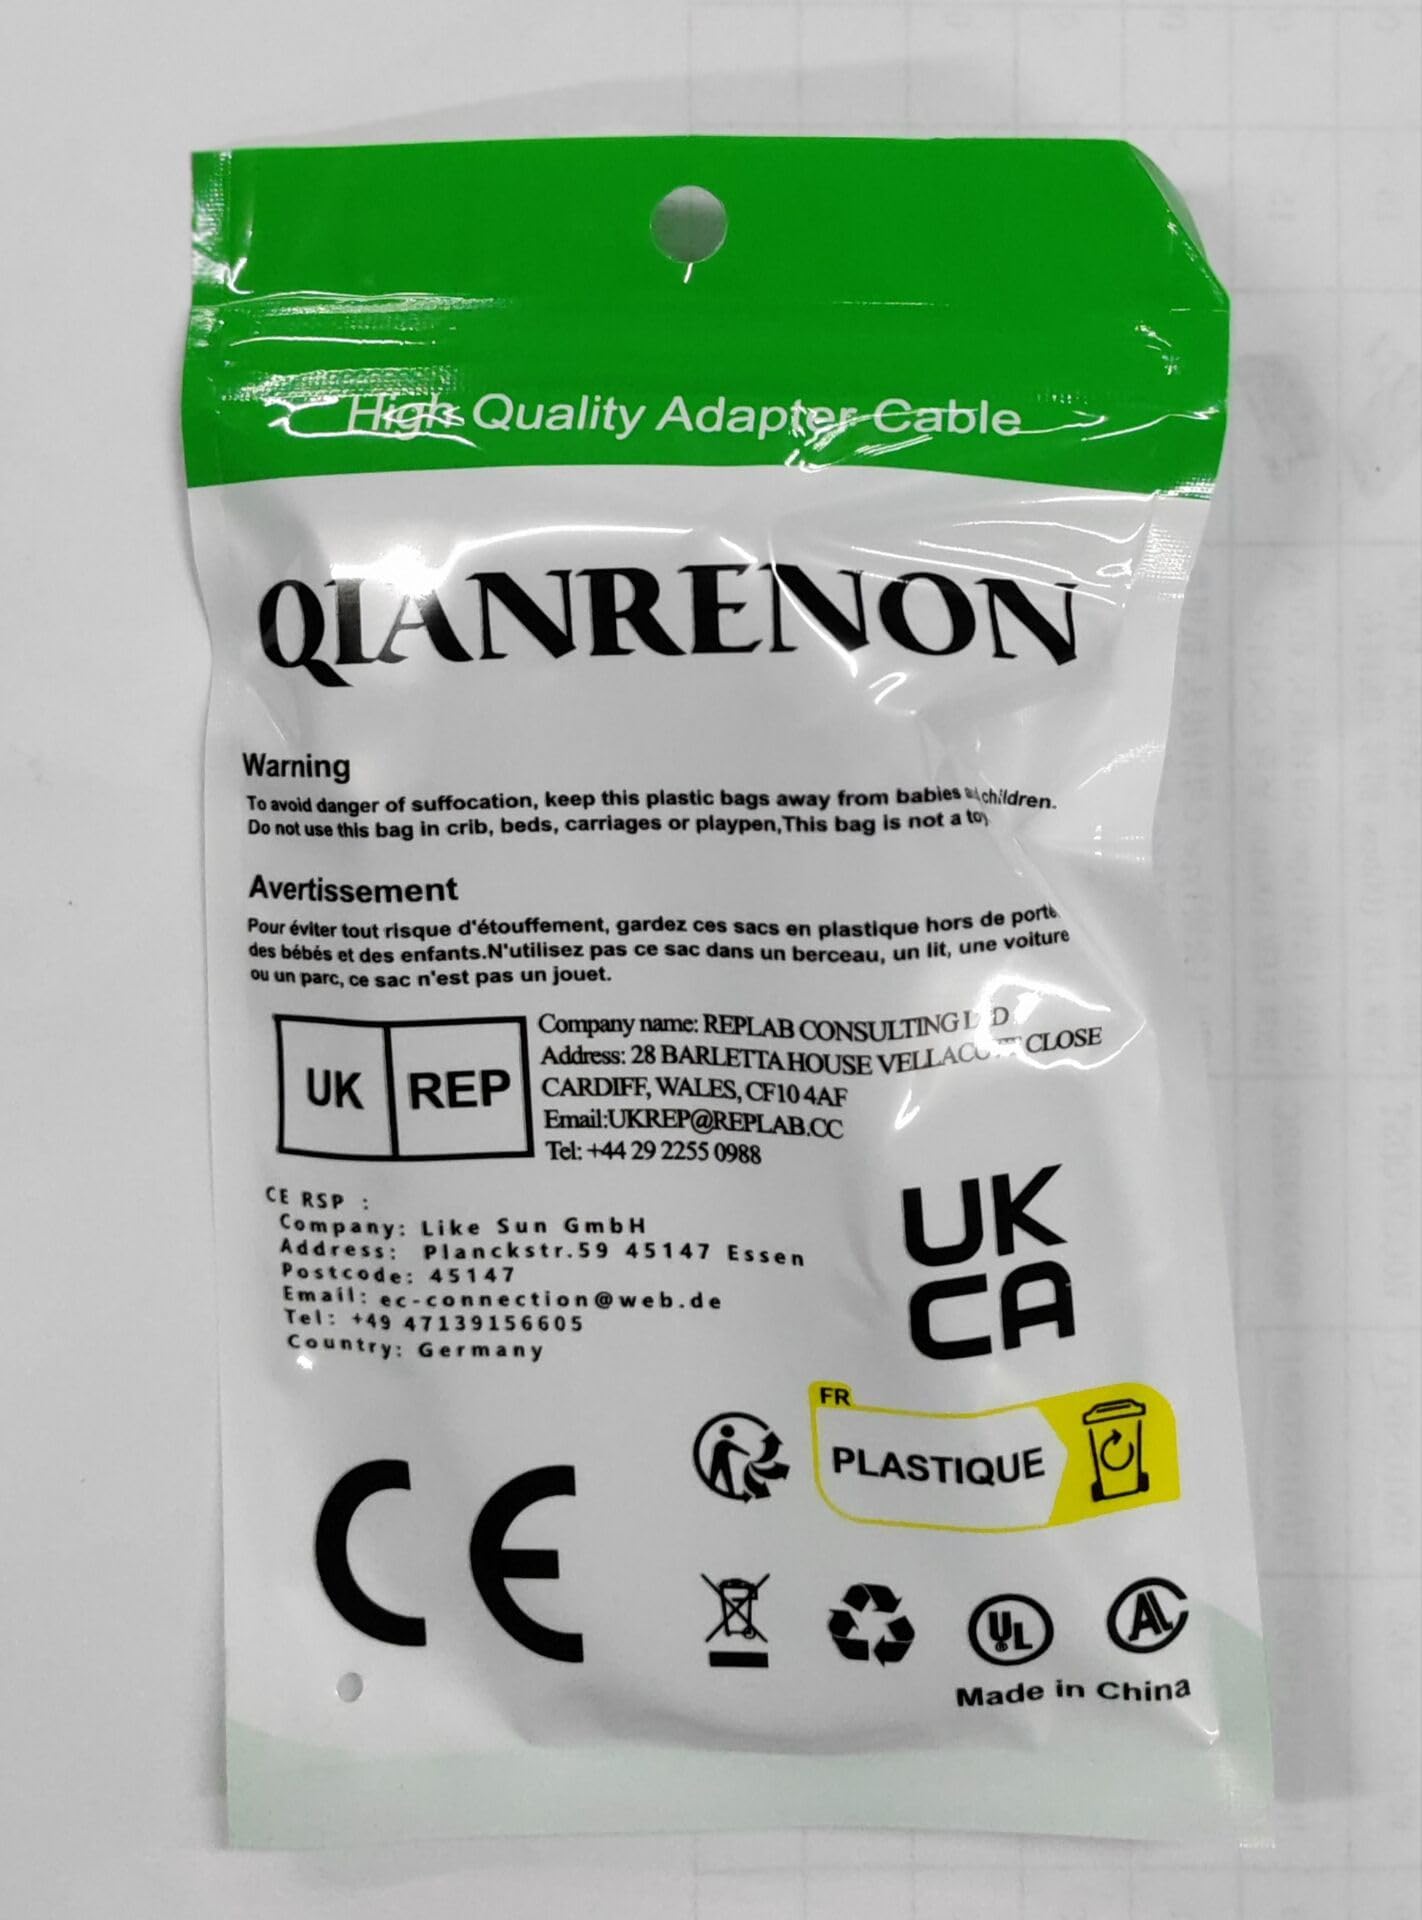 High Quality Adapter Cable
QIANRENON
Warning
To avoid danger of suffocation, keep this plastic bags away from babies children.
Do not use this bag in crib, beds, carriages or playpen,This bag is not a toy
Avertissement
Pour éviter tout risque d'étouffement, gardez ces sacs en plastique hors de porté
des bébés et des enfants.N'utilisez pas ce sac dans un berceau, un lit, une voiture
ou un parc, ce sac n'est pas un jouet.
UK REP
Company name: REPLAB CONSULTING
Address: 28 BARLETTA HOUSE CLOSE
CARDIFF, WALES, CF10 4AF
Email:UKREP@REPLAB.CC
Tel: +44 29 2255 0988
CE RSP :
Company: Like Sun GmbH
Address: Planckstr.59 45147 Essen
Postcode: 45147
Email: ec-connection@web.de
Tel: +49 47139156605
Country: Germany
UK
CA
FR
PLASTIQUE
CE
UL
Made in China